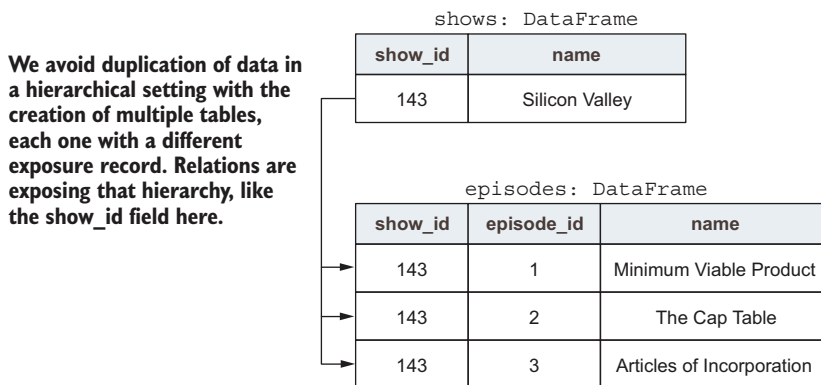 We avoid duplication of data in
a hierarchical setting with the
creation of multiple tables,
each one with a different
exposure record. Relations are
exposing that hierarchy, like
the show_id field here.
shows: DataFrame
show_id name
143 Silicon Valley
episodes: DataFrame
show_id episode_id name
143 1 Minimum Viable Product
143 2 The Cap Table
143 3 Articles of Incorporation